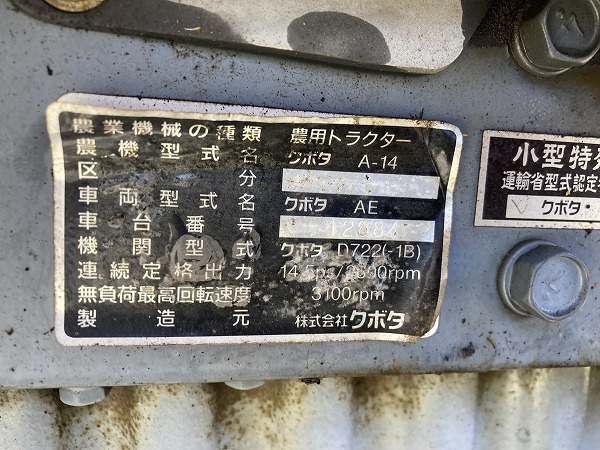 農業機械の種類 農用トラクター
農機型式名 クボタ A-14
区分
車両型式名 クボタ AE
車台番号
機関型式 クボタ D722(-1B)
連続定格出力 14.5ps/2600rpm
無負荷最高回転速度 3100rpm
製造元 株式会社クボタ
小型特殊
運輸省型式認定
クボタ・